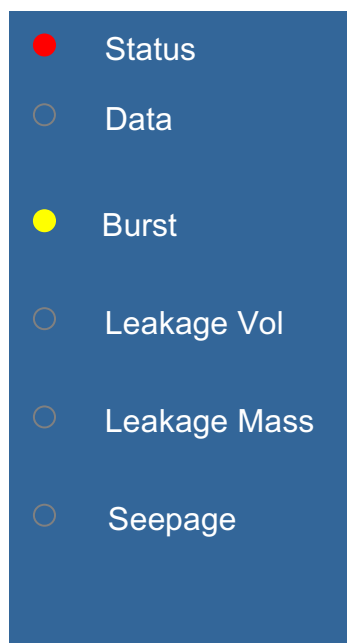 Status
Data
Burst
Leakage Vol
Leakage Mass
Seepage